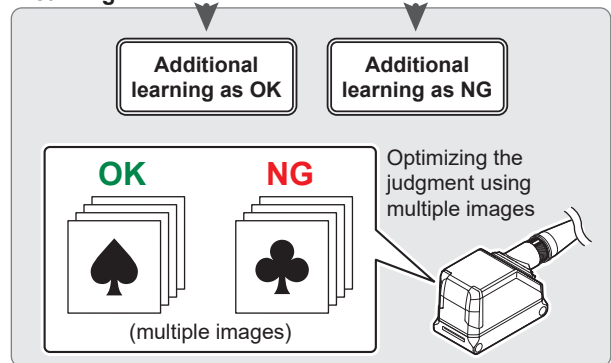 Additional
learning as OK
Additional
learning as NG
OK
NG
Optimizing the
judgment using
multiple images
(multiple images)